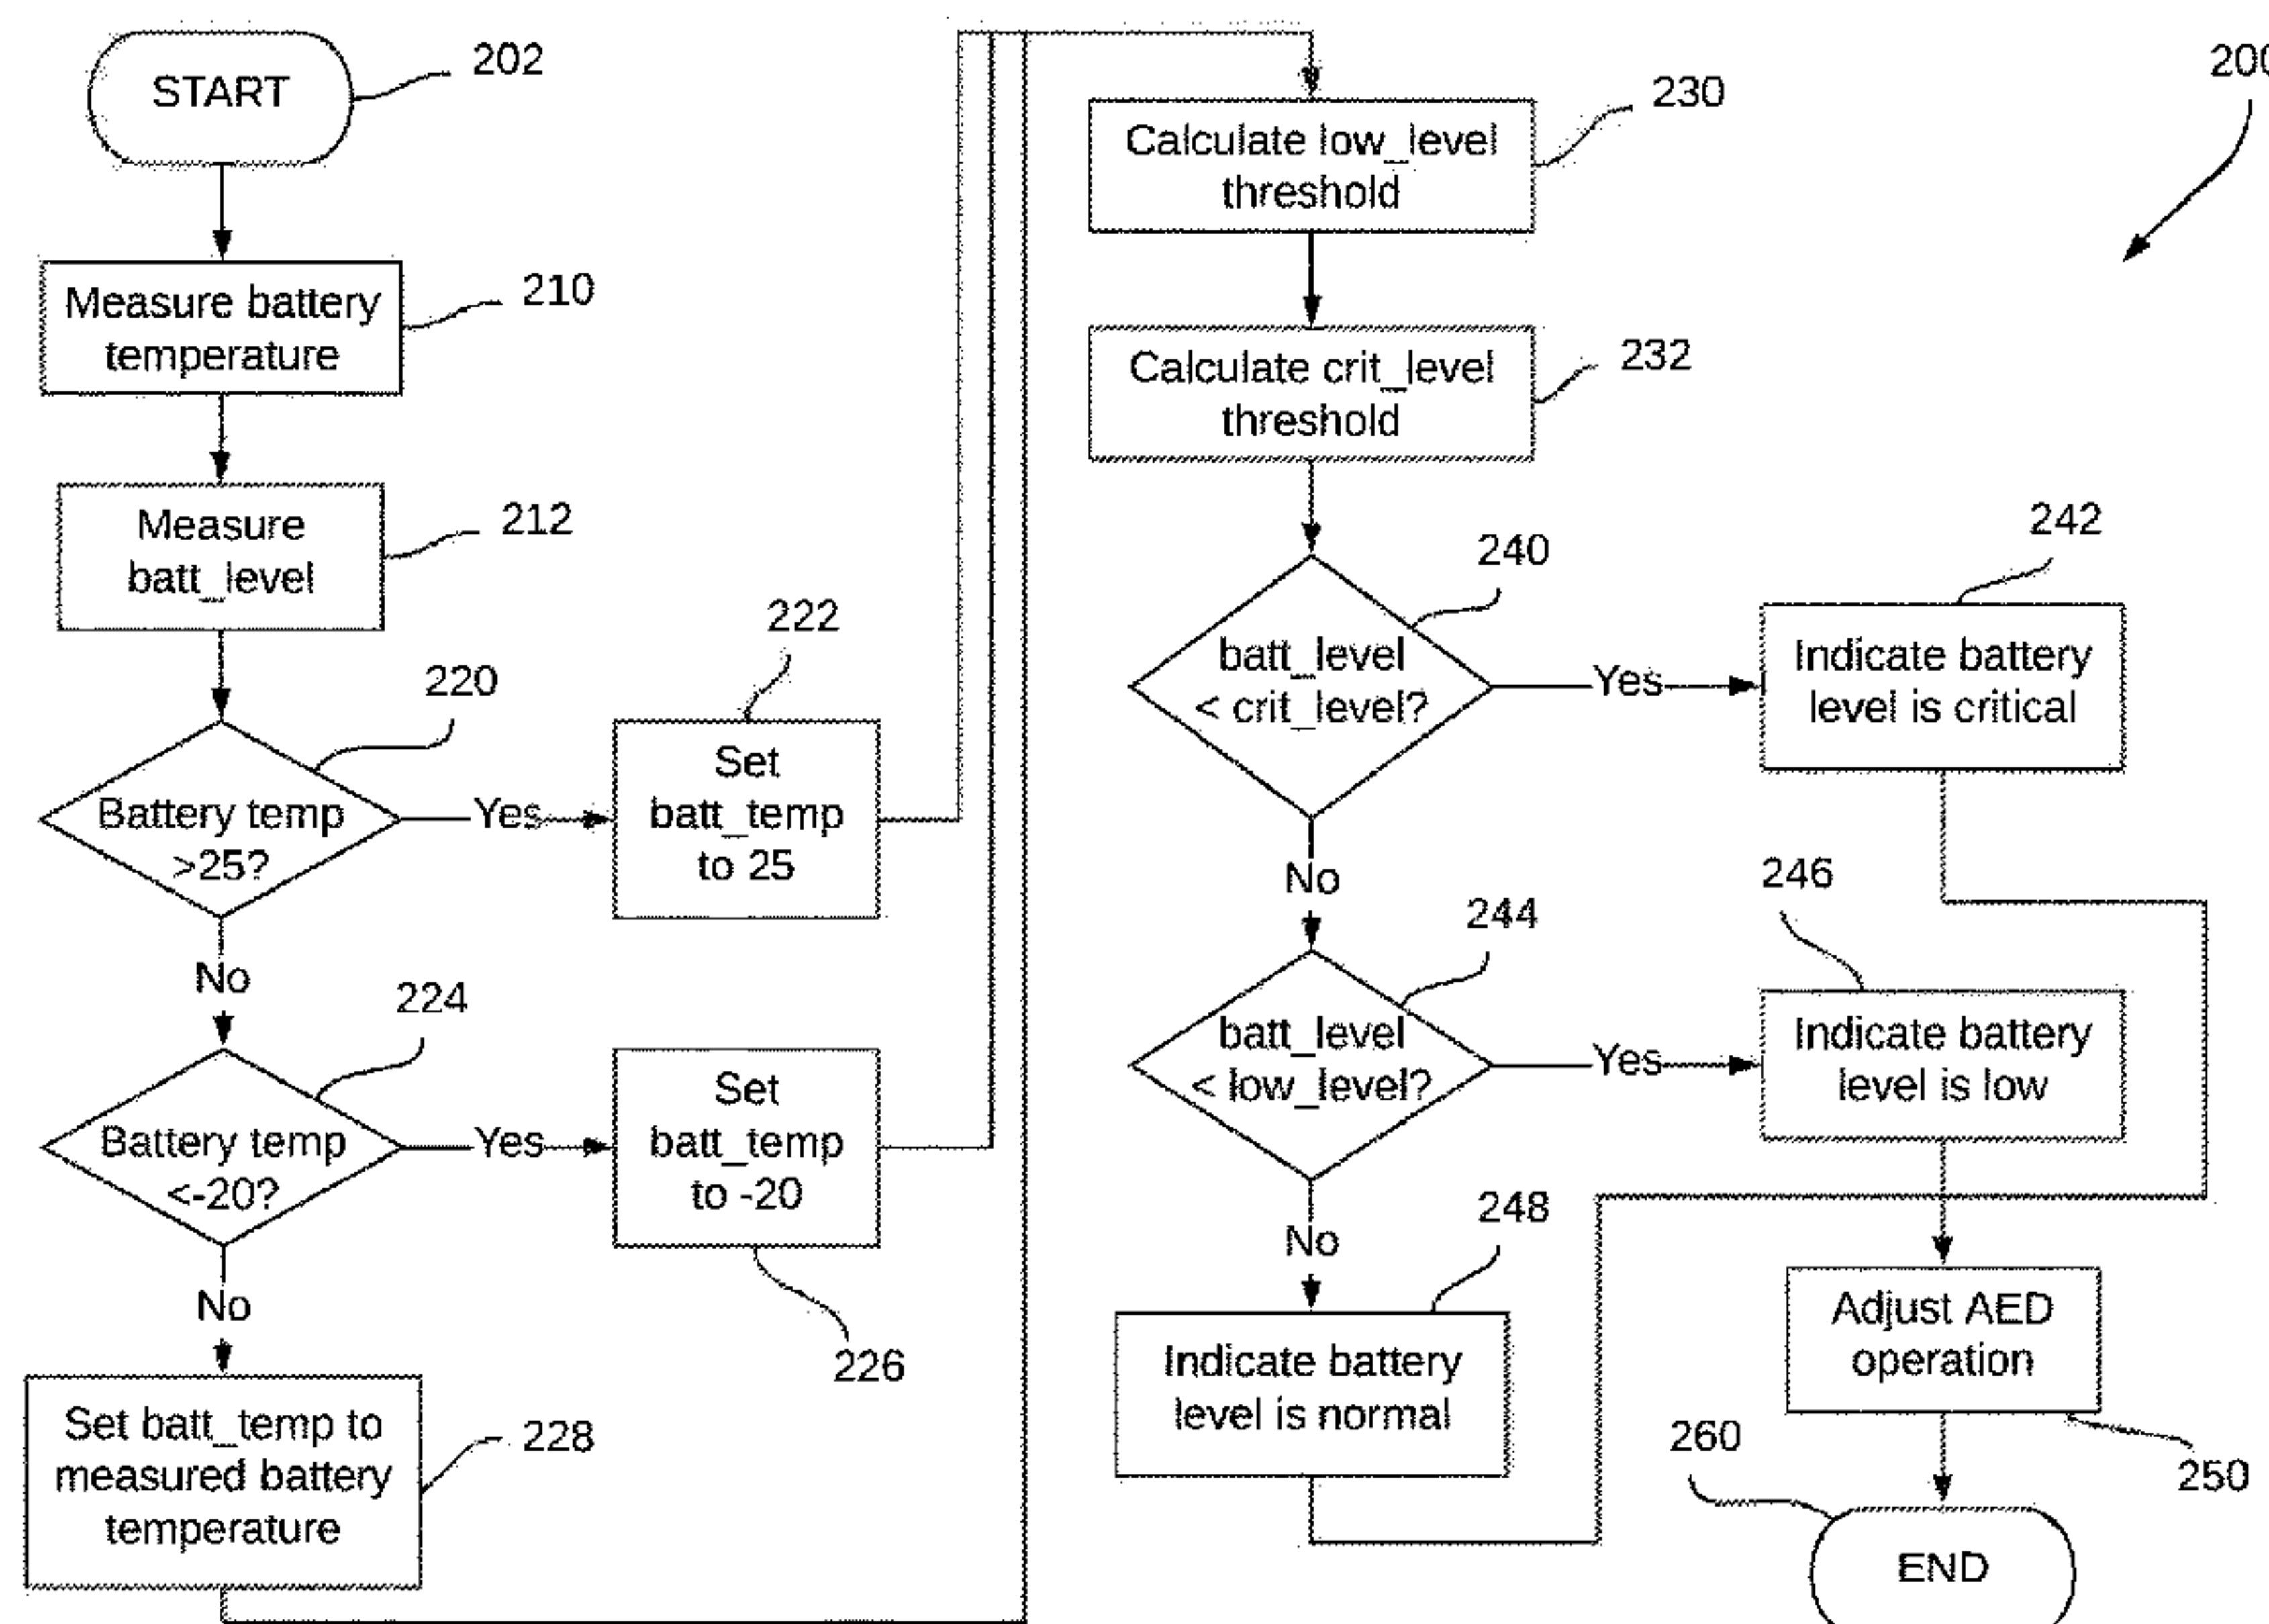 START
202
Measure battery
temperature
210
Measure
batt_level
212
Battery temp
>25?
220
Yes
Set
batt_temp
to 25
222
No
Battery temp
<-20?
224
Yes
Set
batt_temp
to -20
226
No
Set batt_temp to
measured battery
temperature
228
Calculate low_level
threshold
230
200
Calculate crit_level
threshold
232
batt_level
< crit_level?
240
Yes
Indicate battery
level is critical
242
No
batt_level
< low_level?
244
Yes
Indicate battery
level is low
246
No
Indicate battery
level is normal
248
Adjust AED
operation
250
END
260